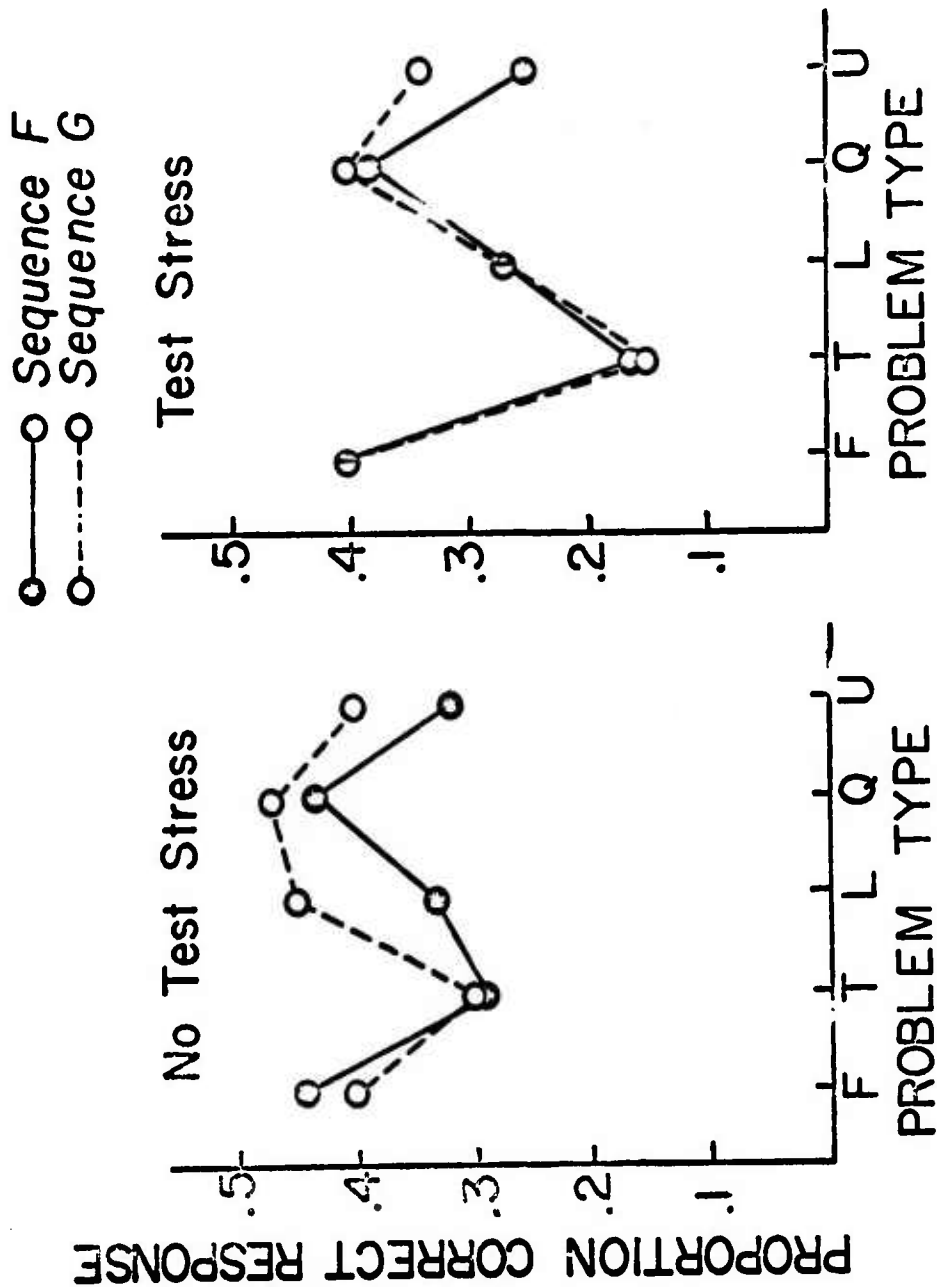 Sequence F
Sequence G
No Test Stress
Test Stress
PROPORTION CORRECT RESPONSE
.5
.4
.3
.2
.1
F T L Q U
PROBLEM TYPE
.5
.4
.3
.2
.1
F T L Q U
PROBLEM TYPE